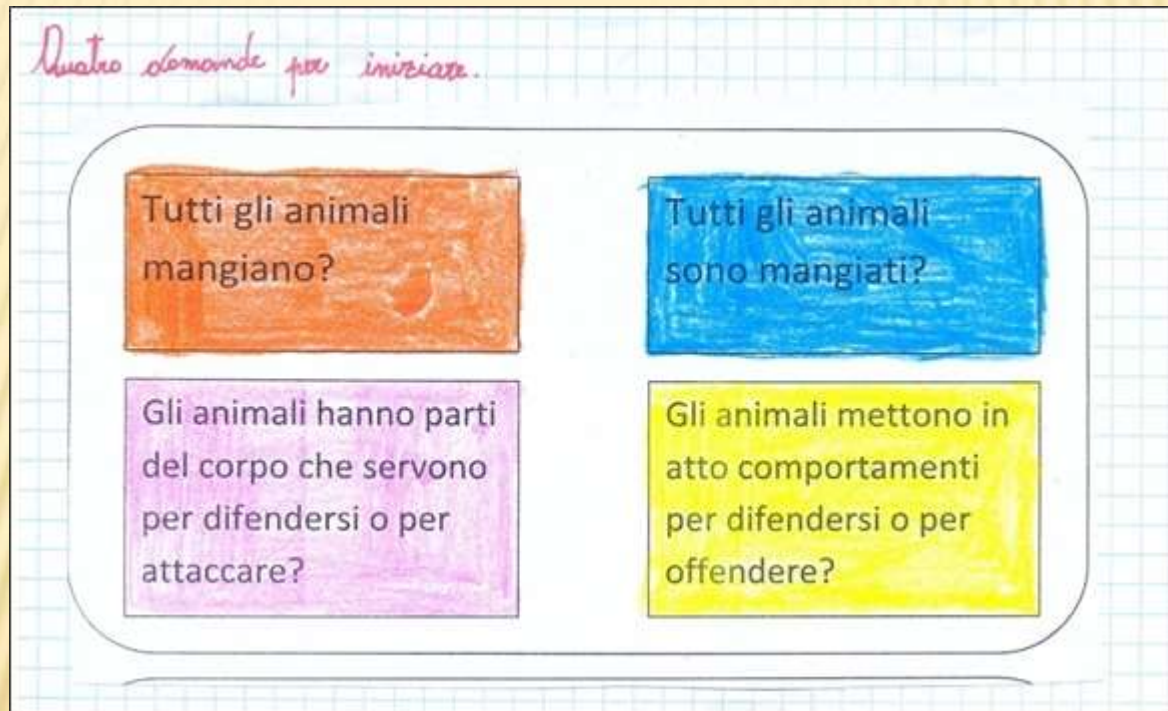 Quatro domande per iniziare.
Tutti gli animali
mangiano?
Tutti gli animali
sono mangiati?
Gli animali hanno parti
del corpo che servono
per difendersi o per
attaccare?
Gli animali mettono in
atto comportamenti
per difendersi o per
offendere?